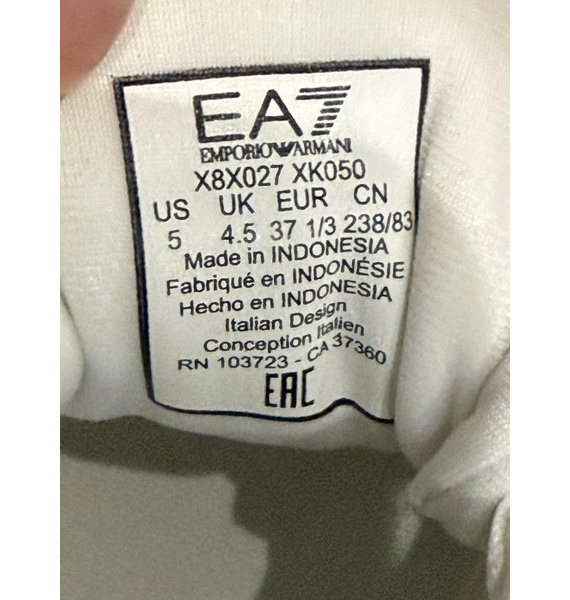 EA7
EMPORIO ARMANI
X8X027 XK050
US UK EUR CN
5 4.5 37 1/3 238/83
Made in INDONESIA
Fabriqué en INDONÉSIE
Hecho en INDONESIA
Italian Design
Conception Italien
RN 103723 - CA 37360
EAC